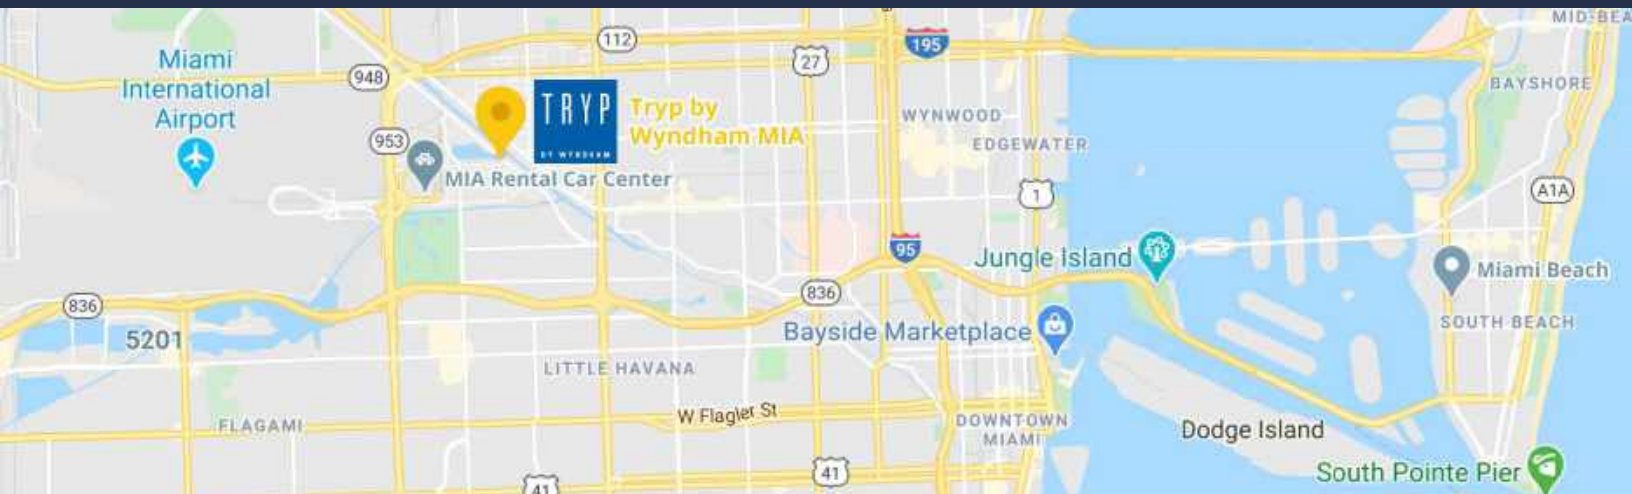 MID-BEA
112
195
Miami
International
Airport
27
948
BAYSHORE
TRYP
BY WYNDHAM
Tryp by
Wyndham MIA
WYNWOOD
953
EDGEWATER
MIA Rental Car Center
1
A1A
95
Jungle Island
Miami Beach
836
836
Bayside Marketplace
SOUTH BEACH
5201
LITTLE HAVANA
W Flagler St
FLAGAMI
DOWNTOWN
MIAMI
Dodge Island
41
South Pointe Pier
41